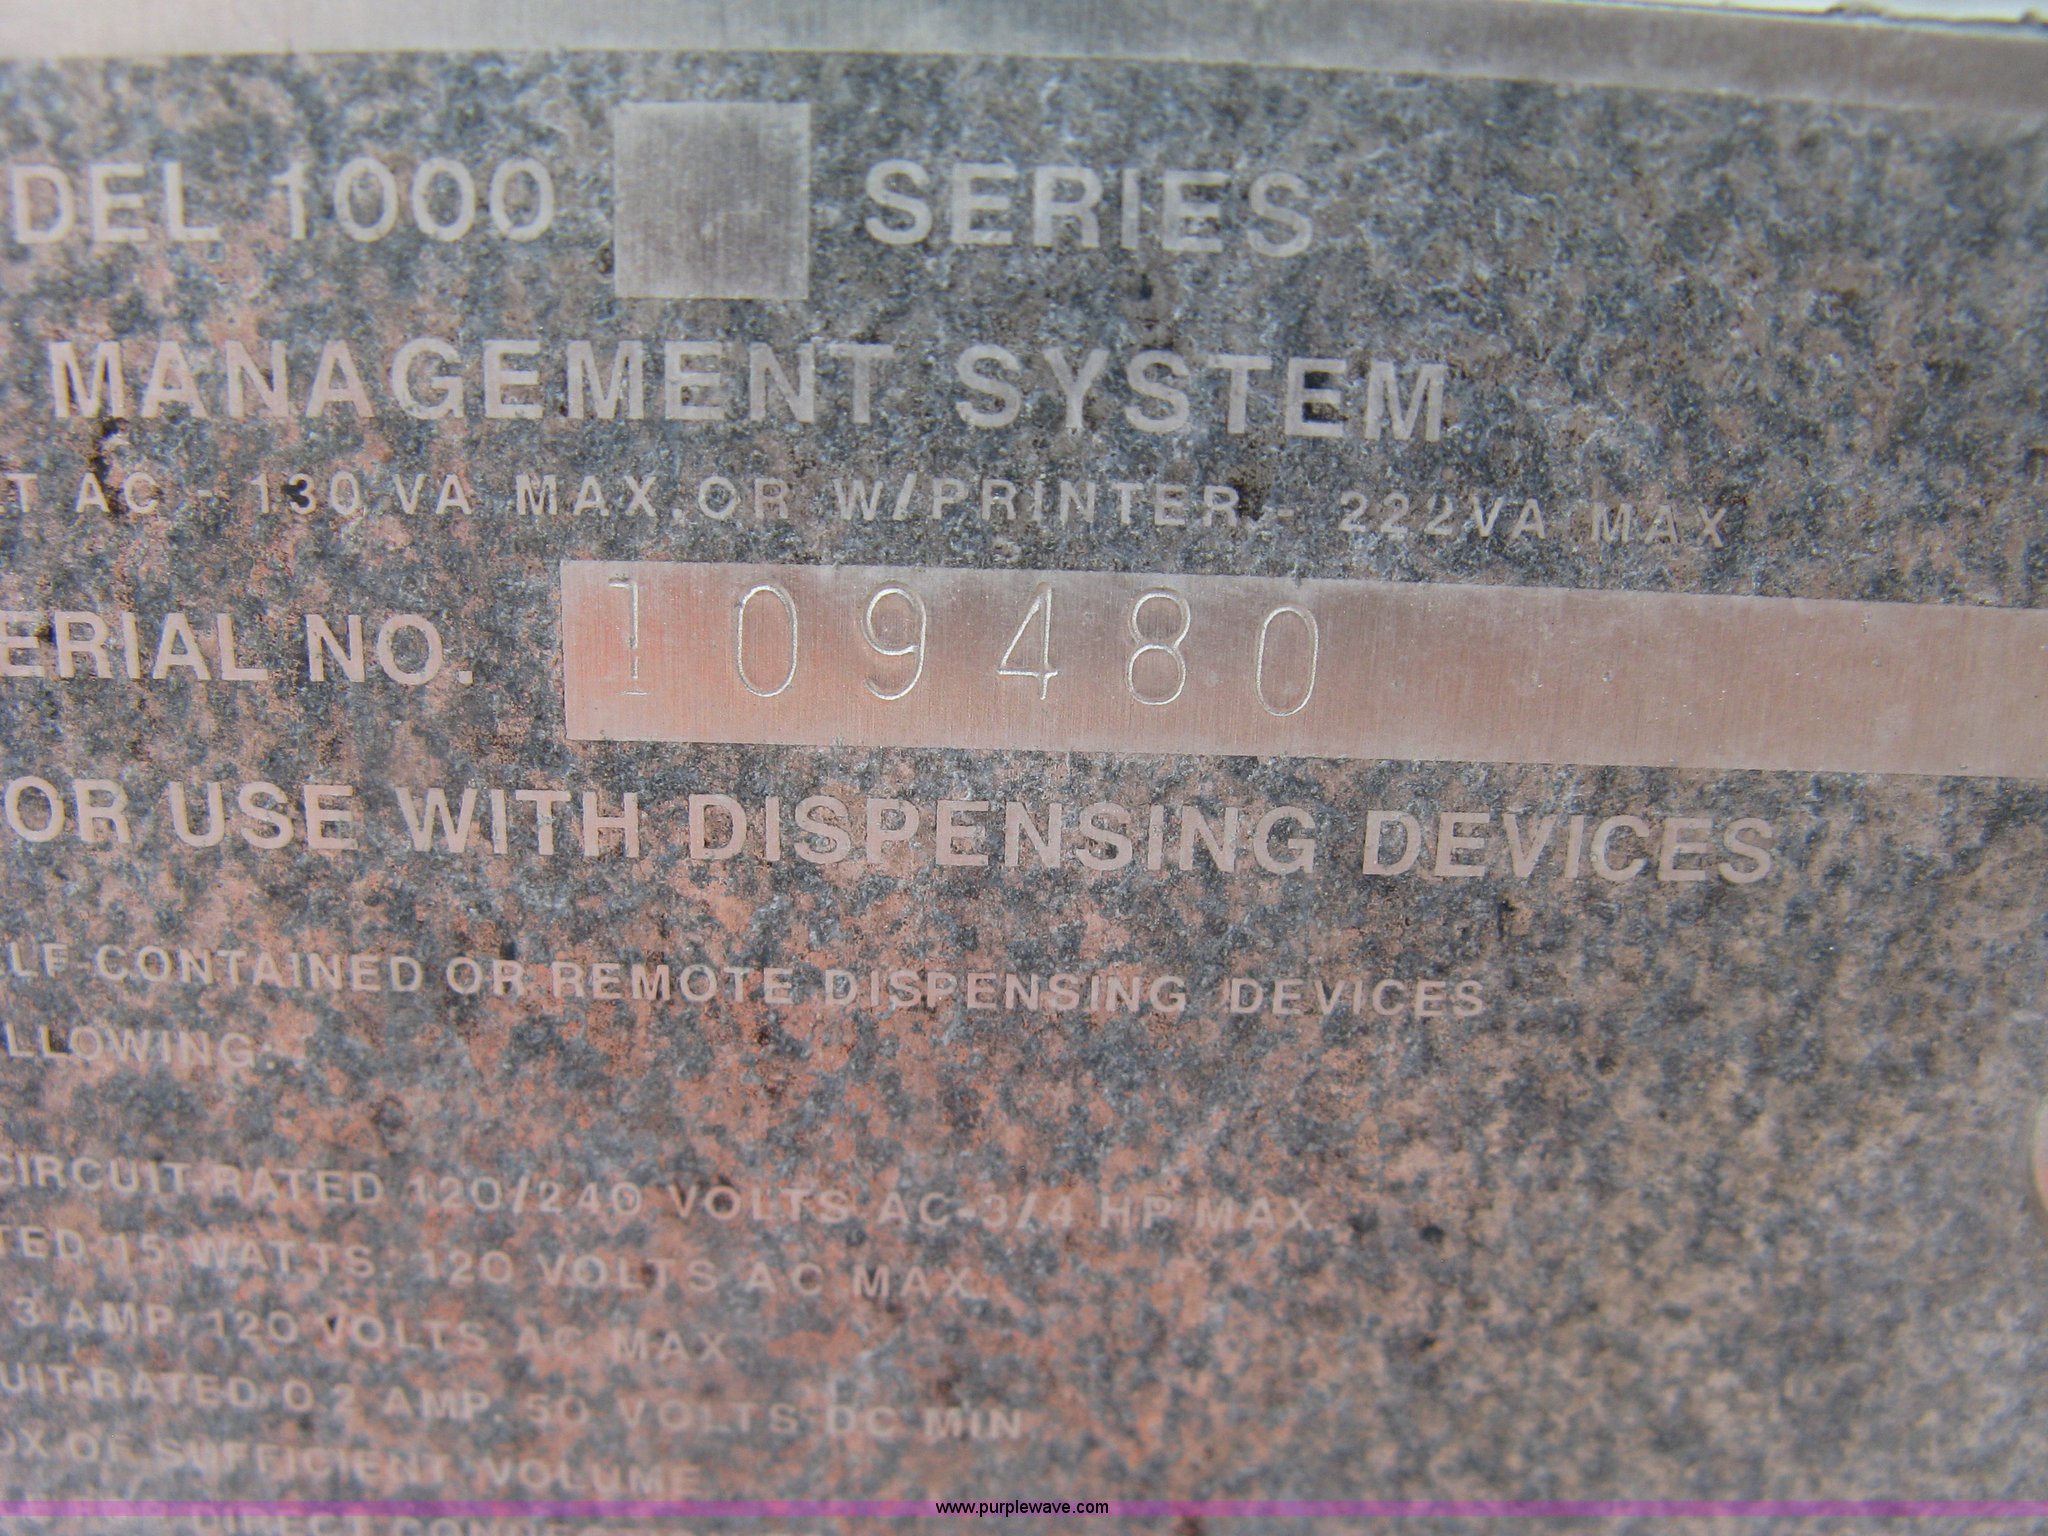 DEL 1000 SERIES
MANAGEMENT SYSTEM
T AC - 130 VA MAX. OR W/PRINTER - 222VA MAX
ERIAL NO. 109480
OR USE WITH DISPENSING DEVICES
LF-CONTAINED OR REMOTE DISPENSING DEVICES
LLOWING:
CIRCUIT-RATED 120/240 VOLTS AC-3/4 HP MAX.
TED 15 WATTS, 120 VOLTS AC MAX.
3 AMP, 120 VOLTS AC MAX
UIT-RATED 0.2 AMP. 50 VOLTS DC MIN
OX OF SUFFICIENT VOLUME
www.purplewave.com